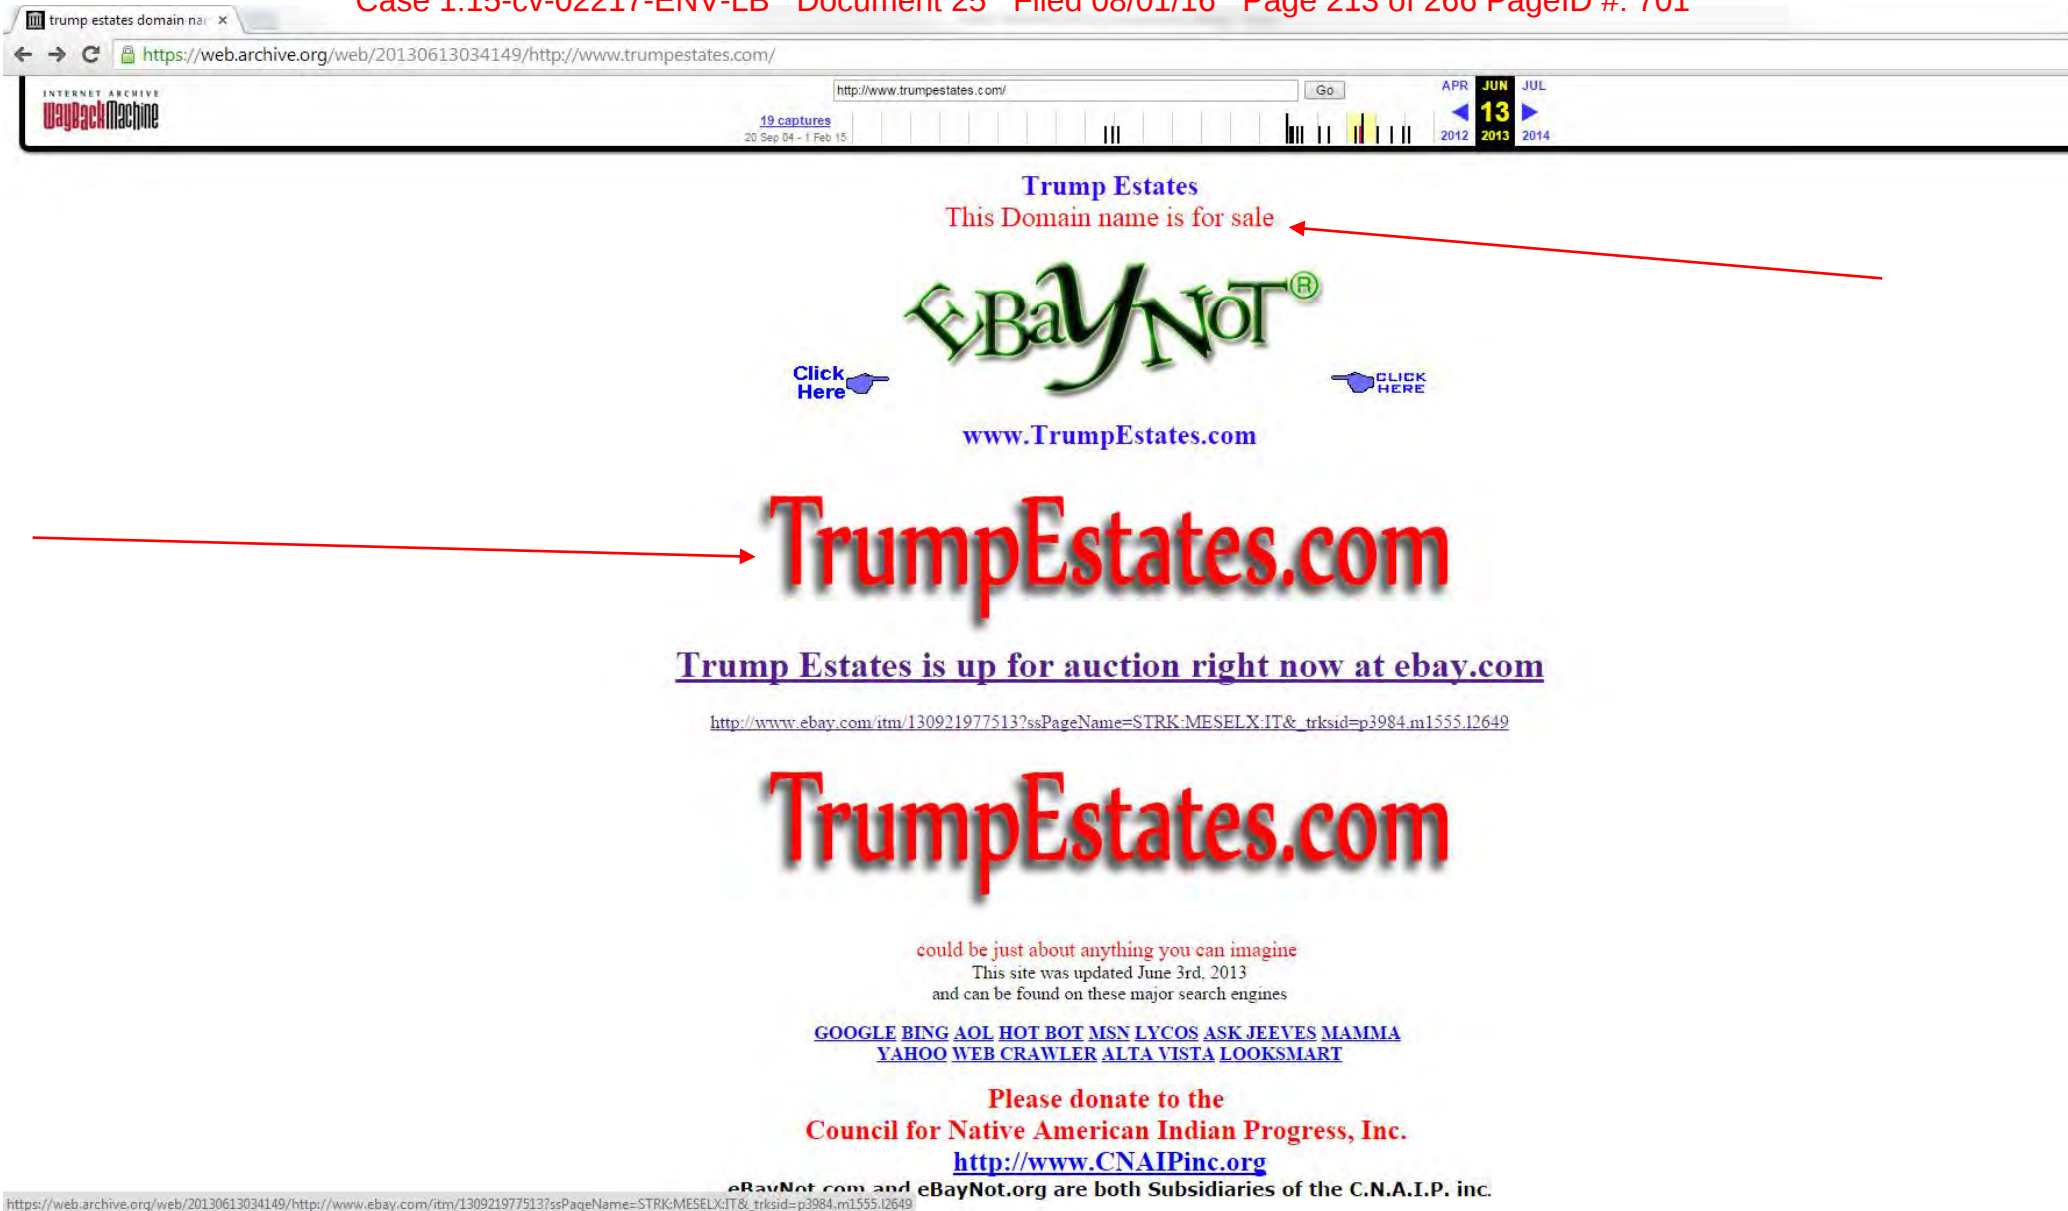 Case 1:15-cv-02217-ENV-LB Document 25 Filed 08/01/16 Page 213 of 266 PageID #: 701
trump estates domain nar ×
https://web.archive.org/web/20130613034149/http://www.trumpestates.com/
INTERNET ARCHIVE
WayBackMachine
http://www.trumpestates.com/ Go
19 captures
20 Sep 04 - 1 Feb 15
APR JUN JUL
13
2012 2013 2014
Trump Estates
This Domain name is for sale
EBayNot®
Click Here
CLICK HERE
www.TrumpEstates.com
TrumpEstates.com
Trump Estates is up for auction right now at ebay.com
http://www.ebay.com/itm/130921977513?ssPageName=STRK:MESELX:IT&_trksid=p3984.m1555.l2649
TrumpEstates.com
could be just about anything you can imagine
This site was updated June 3rd, 2013
and can be found on these major search engines
GOOGLE BING AOL HOT BOT MSN LYCOS ASK JEEVES MAMMA
YAHOO WEB CRAWLER ALTA VISTA LOOKSMART
Please donate to the
Council for Native American Indian Progress, Inc.
http://www.CNAIPinc.org
eBayNot.com and eBayNot.org are both Subsidiaries of the C.N.A.I.P. inc.
https://web.archive.org/web/20130613034149/http://www.ebay.com/itm/130921977513?ssPageName=STRK:MESELX:IT&_trksid=p3984.m1555.l2649